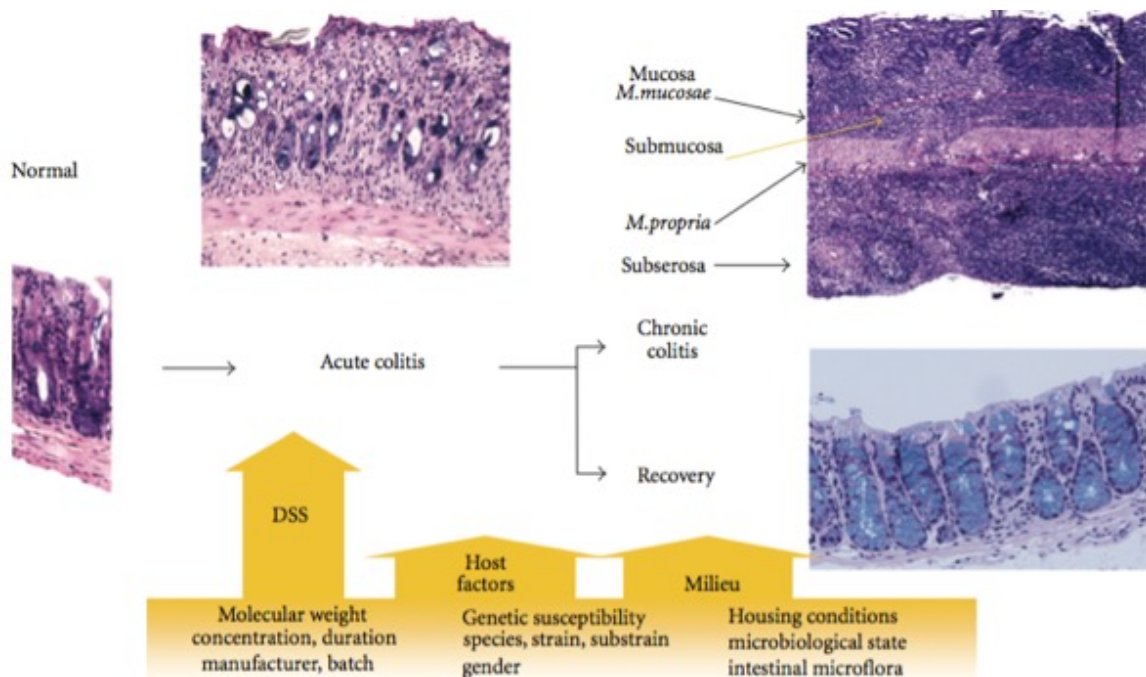 Normal
Mucosa
M.mucosae
Submucosa
M.propria
Subserosa
Acute colitis
Chronic
colitis
Recovery
DSS
Host
factors
Milieu
Molecular weight
concentration, duration
manufacturer, batch
Genetic susceptibility
species, strain, substrain
gender
Housing conditions
microbiological state
intestinal microflora